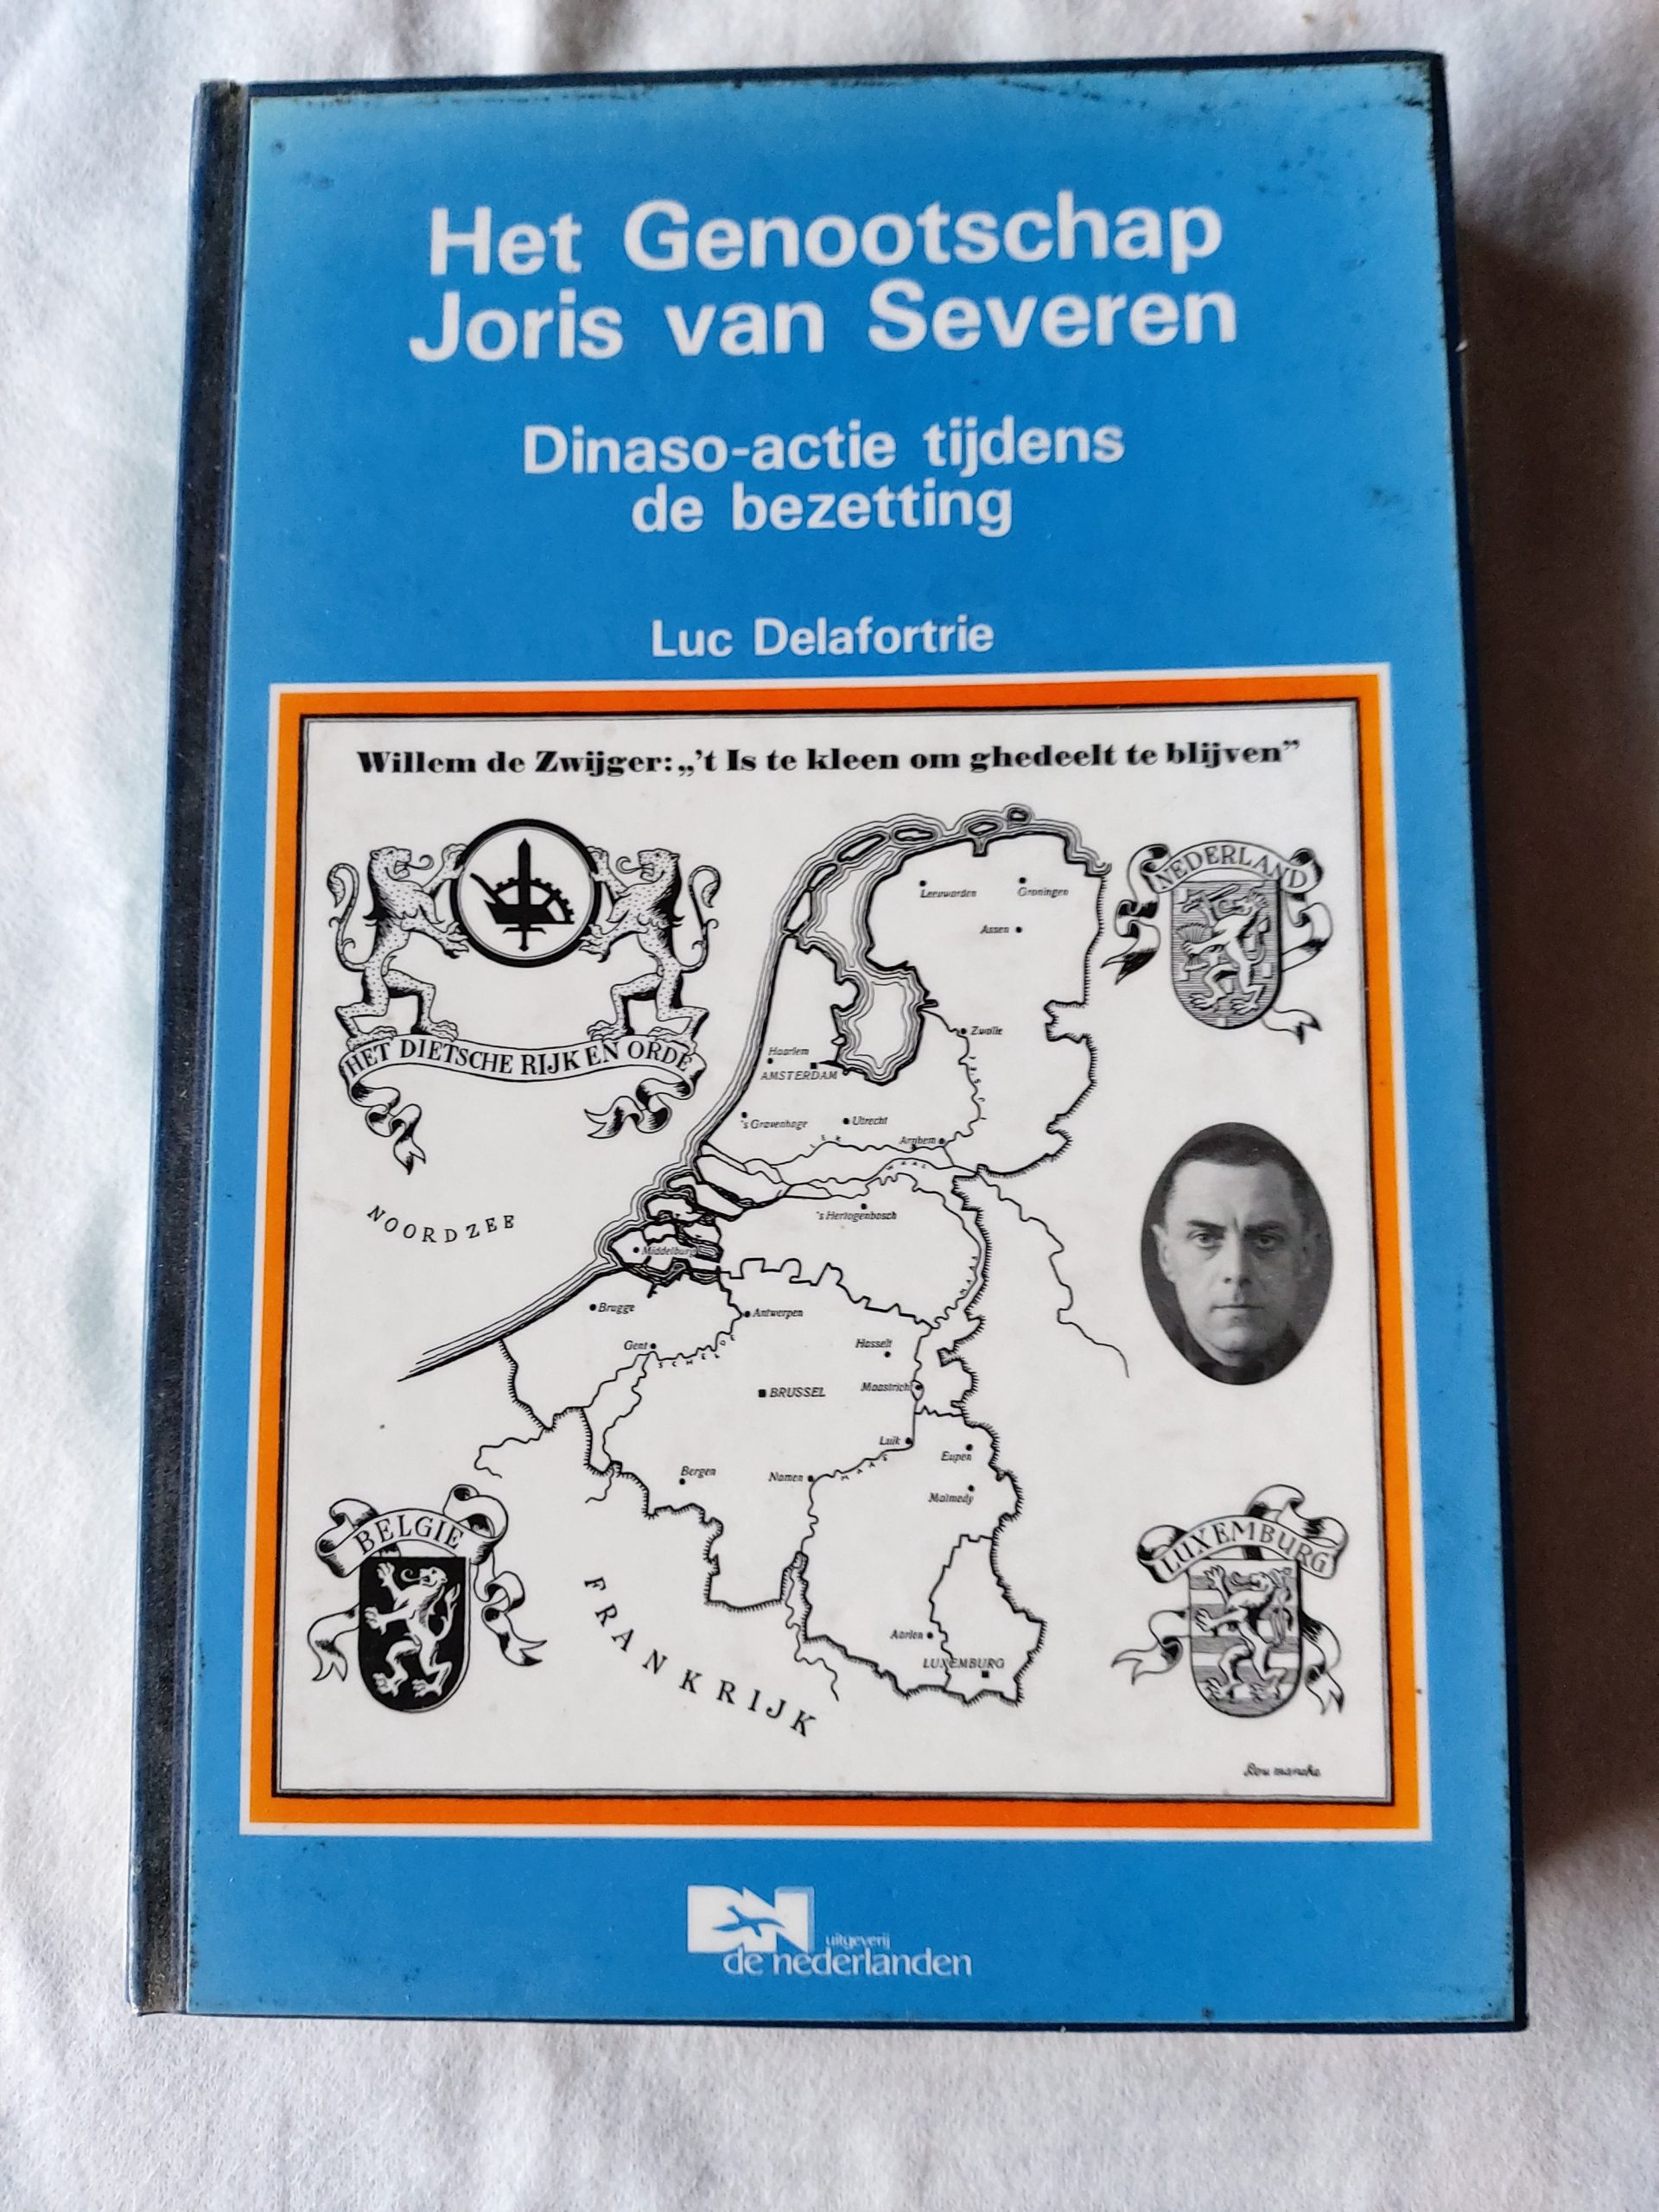 Het Genootschap
Joris van Severen
Dinaso-actie tijdens
de bezetting
Luc Delafortrie
Willem de Zwijger: „'t Is te kleen om ghedeelt te blijven”
NEDERLAND
Leeuwarden
Groningen
Assen
Zwolle
HET DIETSCHE RIJK EN ORDE
Haarlem
AMSTERDAM
's Gravenhage
Utrecht
Arnhem
NOORDZEE
's Hertogenbosch
Middelburg
MAAS
Brugge
Antwerpen
Gent
SCHELDE
Hasselt
BRUSSEL
Maastricht
Luik
Eupen
Bergen
Namen
MAAS
Malmedy
BELGIE
LUXEMBURG
FRANKRIJK
Aarlen
LUXEMBURG
uitgeverij
de nederlanden